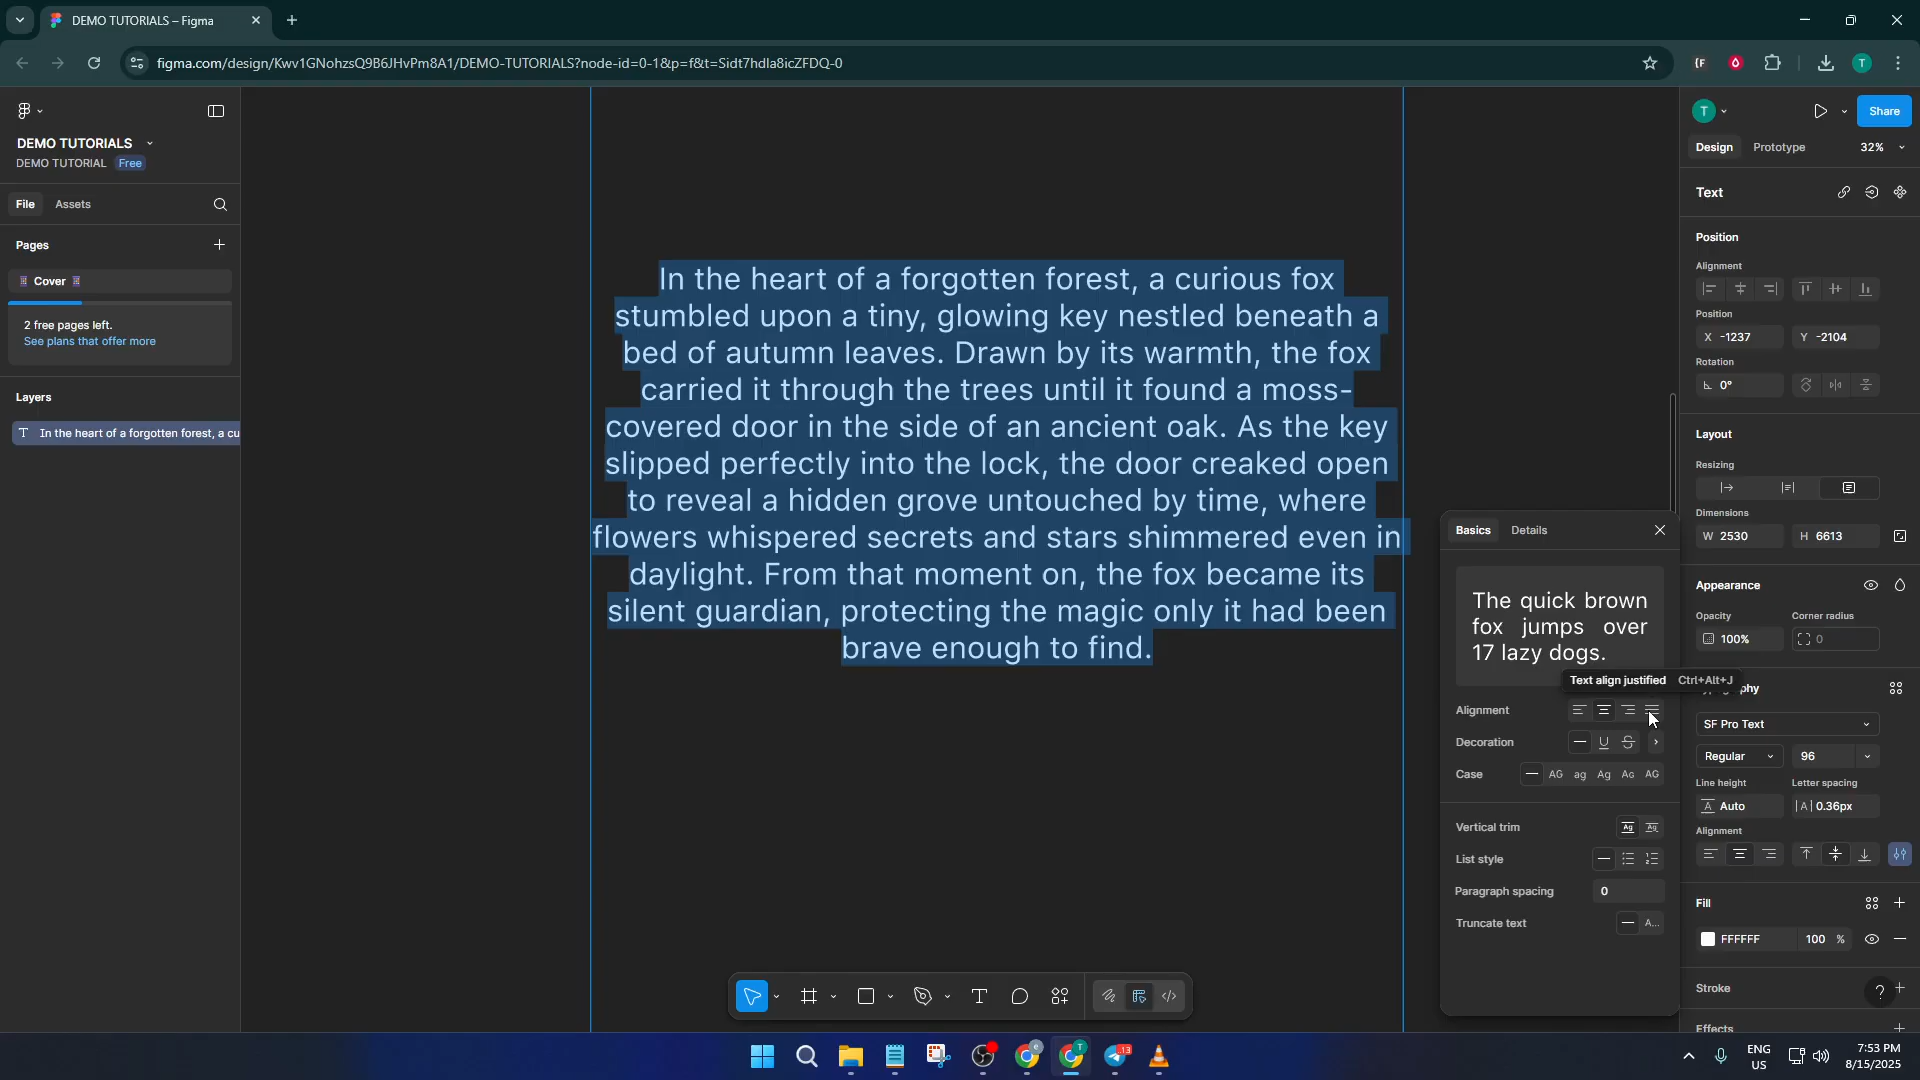 DEMO TUTORIALS – Figma
figma.com/design/Kwv1GNohzsQ9B6JHvPm8A1/DEMO-TUTORIALS?node-id=0-1&p=f&t=Sidt7hdla8icZFDQ-0
T
DEMO TUTORIALS
DEMO TUTORIAL Free
File Assets
Pages
Cover
2 free pages left.
See plans that offer more
Layers
T In the heart of a forgotten forest, a cu
In the heart of a forgotten forest, a curious fox
stumbled upon a tiny, glowing key nestled beneath a
bed of autumn leaves. Drawn by its warmth, the fox
carried it through the trees until it found a moss-
covered door in the side of an ancient oak. As the key
slipped perfectly into the lock, the door creaked open
to reveal a hidden grove untouched by time, where
flowers whispered secrets and stars shimmered even in
daylight. From that moment on, the fox became its
silent guardian, protecting the magic only it had been
brave enough to find.
Basics Details
The quick brown
fox jumps over
17 lazy dogs.
Text align justified Ctrl+Alt+J
Alignment
Decoration
Case AG ag Ag AG AG
Vertical trim Ag Ag
List style
Paragraph spacing 0
Truncate text A...
T Share
Design Prototype 32%
Text
Position
Alignment
Position
X -1237 Y -2104
Rotation
0°
Layout
Resizing
Dimensions
W 2530 H 6613
Appearance
Opacity Corner radius
100% 0
SF Pro Text
Regular 96
Line height Letter spacing
A Auto |A| 0.36px
Alignment
Fill
FFFFFF 100 %
Stroke
?
Effects
ENG
US
7:53 PM
8/15/2025